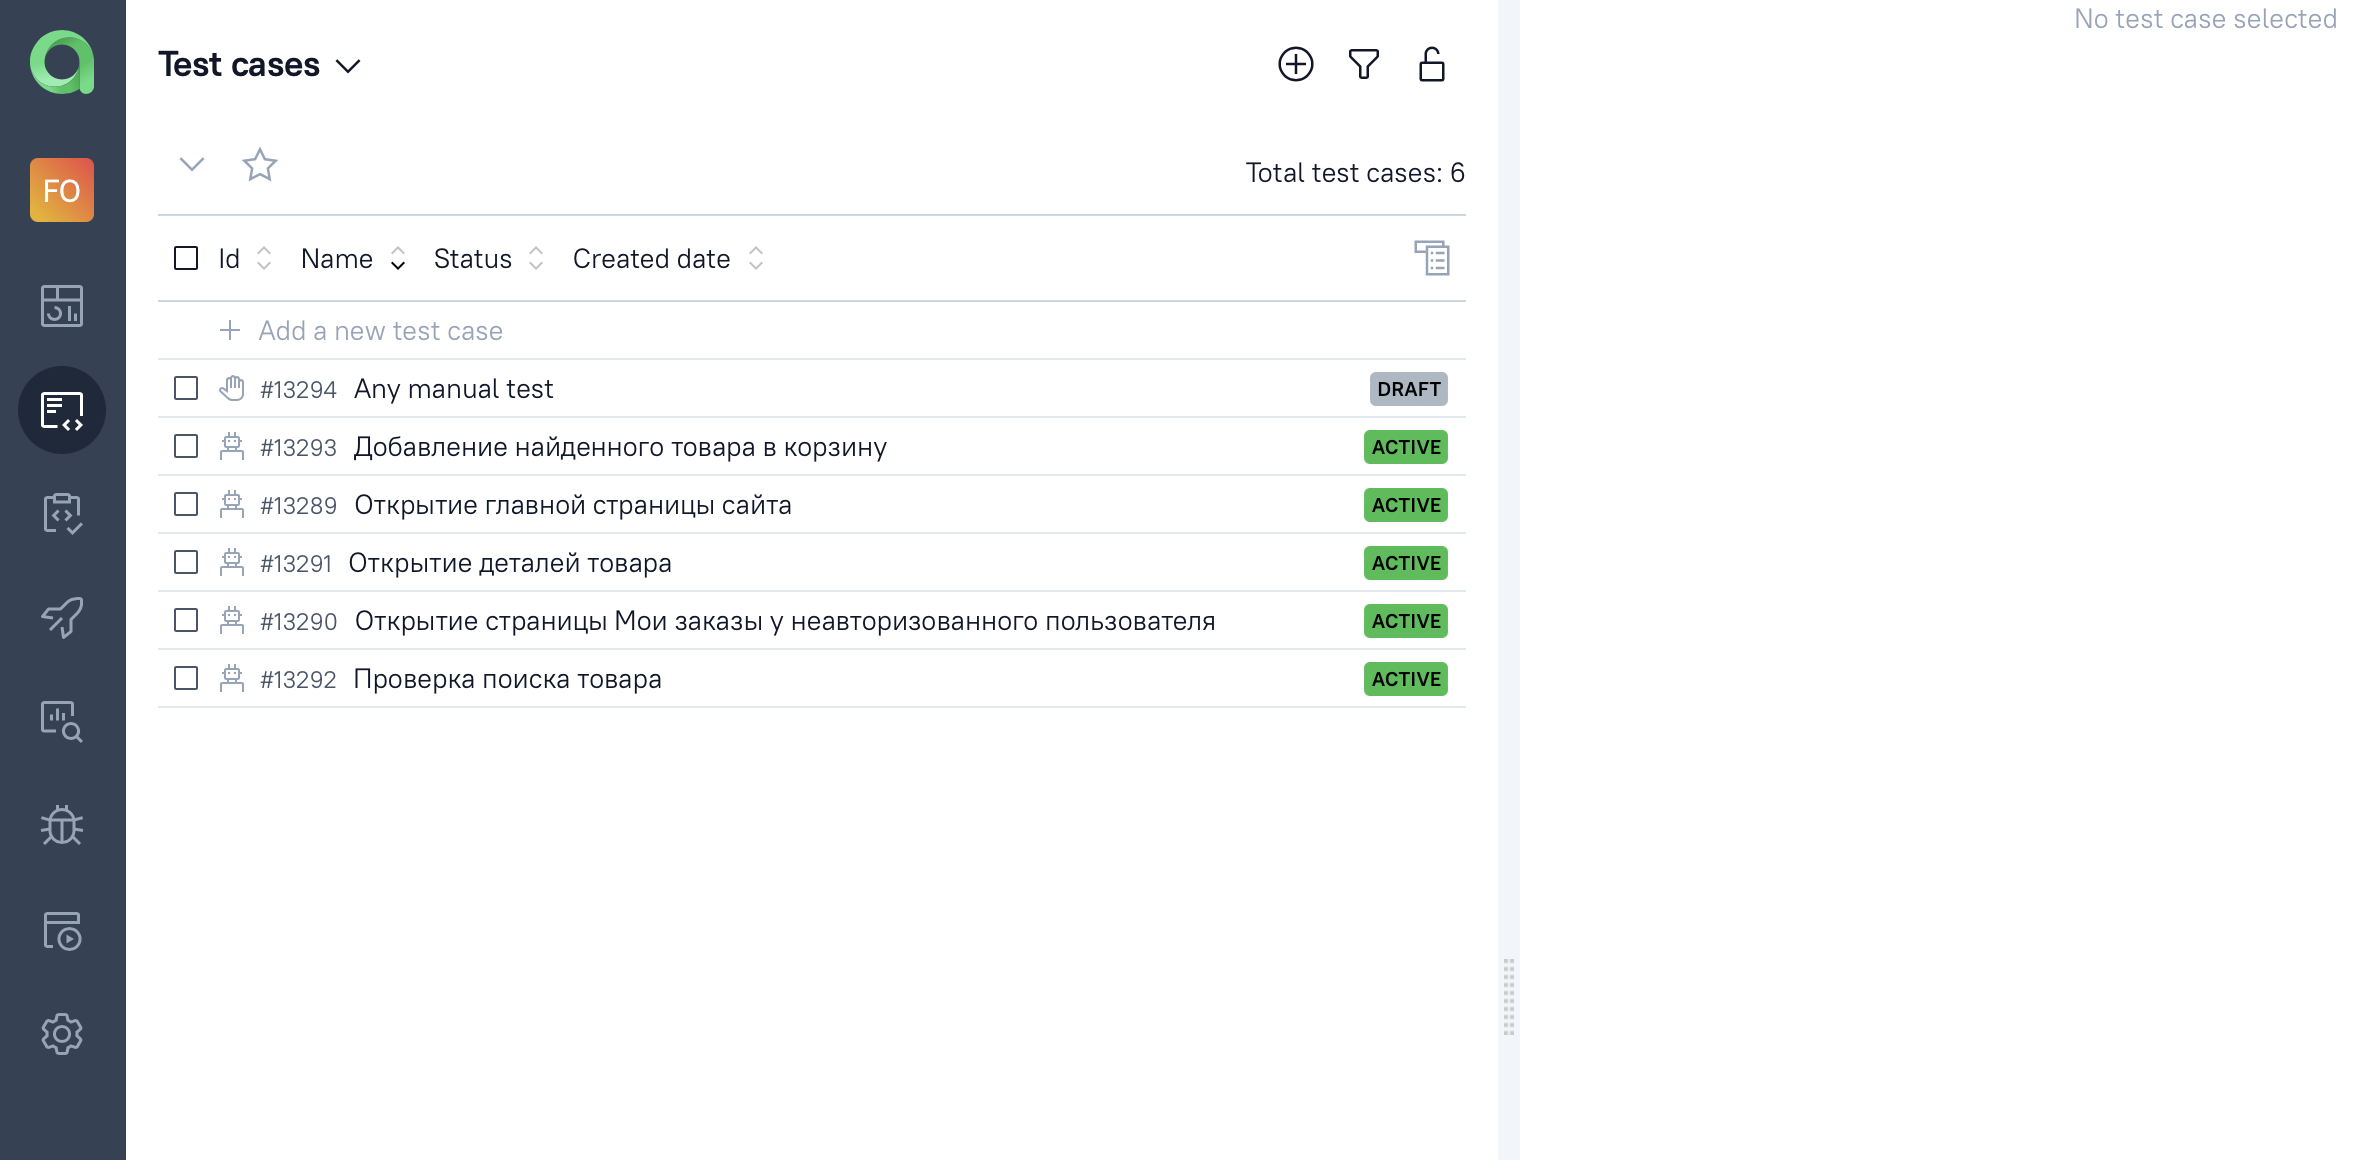 No test case selected
Test cases
FO
Total test cases: 6
Id Name Status Created date
Add a new test case
#13294 Any manual test DRAFT
#13293 Добавление найденного товара в корзину ACTIVE
#13289 Открытие главной страницы сайта ACTIVE
#13291 Открытие деталей товара ACTIVE
#13290 Открытие страницы Мои заказы у неавторизованного пользователя ACTIVE
#13292 Проверка поиска товара ACTIVE